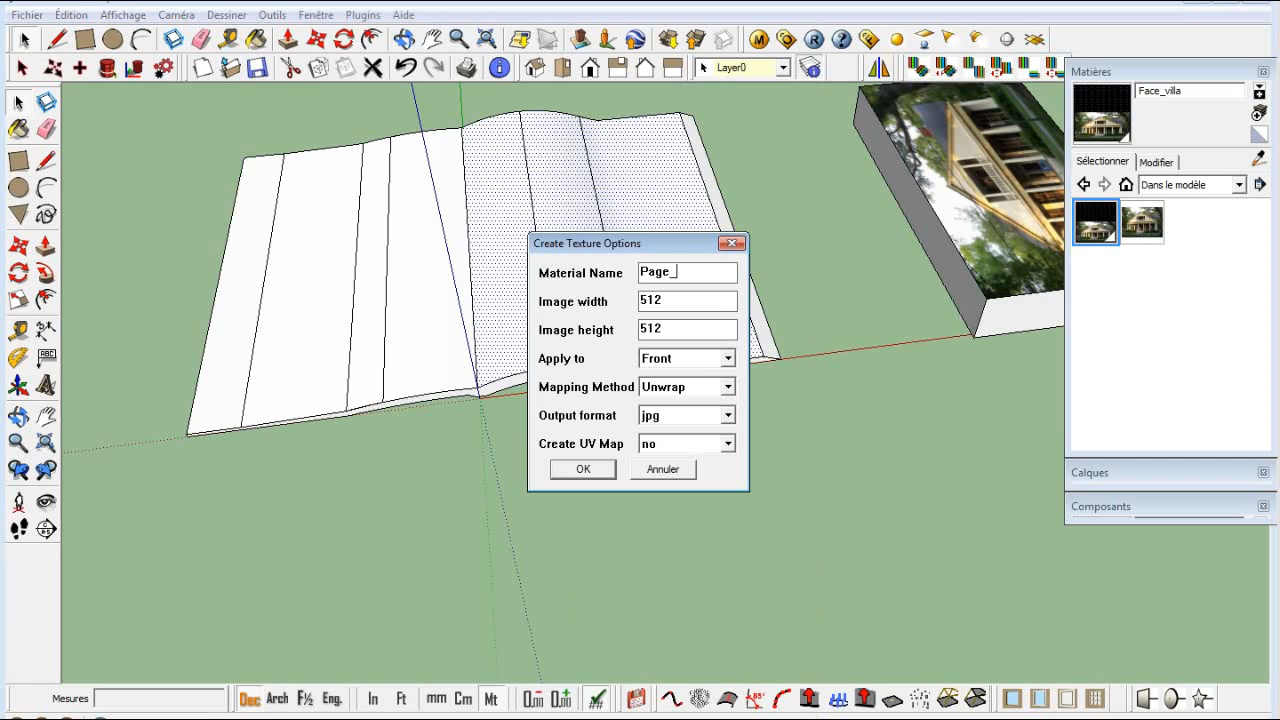 Fichier Édition Affichage Caméra Dessiner Outils Fenêtre Plugins Aide
M R ?
Layer0
Matières
Face_villa
Sélectionner Modifier
Dans le modèle
ABC
Create Texture Options
Material Name Page_
Image width 512
Image height 512
Apply to Front
Mapping Method Unwrap
Output format jpg
Create UV Map no
OK Annuler
Calques
Composants
Mesures Dec Arch F½ Eng. In Ft mm Cm Mt 85°